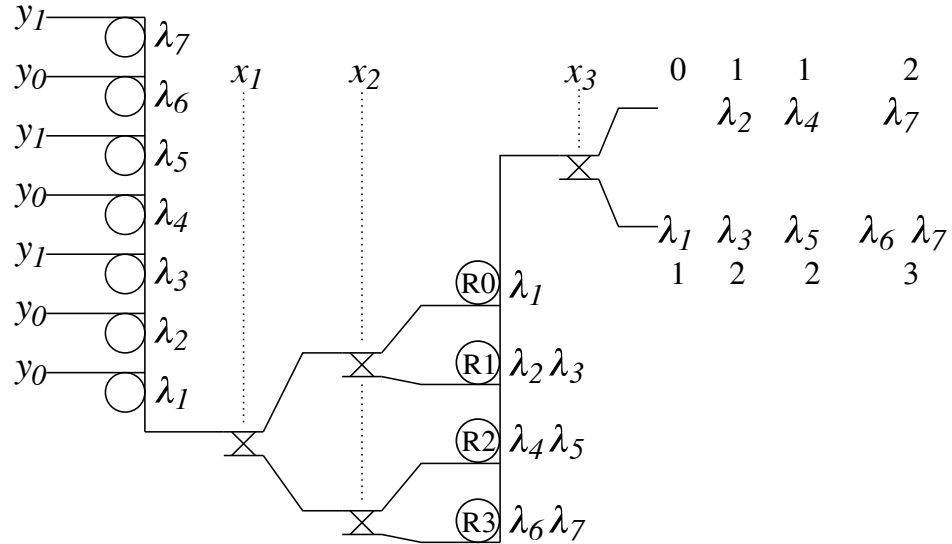 y1 λ7
y0 x1 x2 x3 0 1 1 2
λ6 λ2 λ4 λ7
y1 λ5
y0 λ4 λ1 λ3 λ5 λ6 λ7
y1 λ3 R0 λ1 1 2 2 3
y0 λ2
y0 λ1 R1 λ2 λ3
R2 λ4 λ5
R3 λ6 λ7